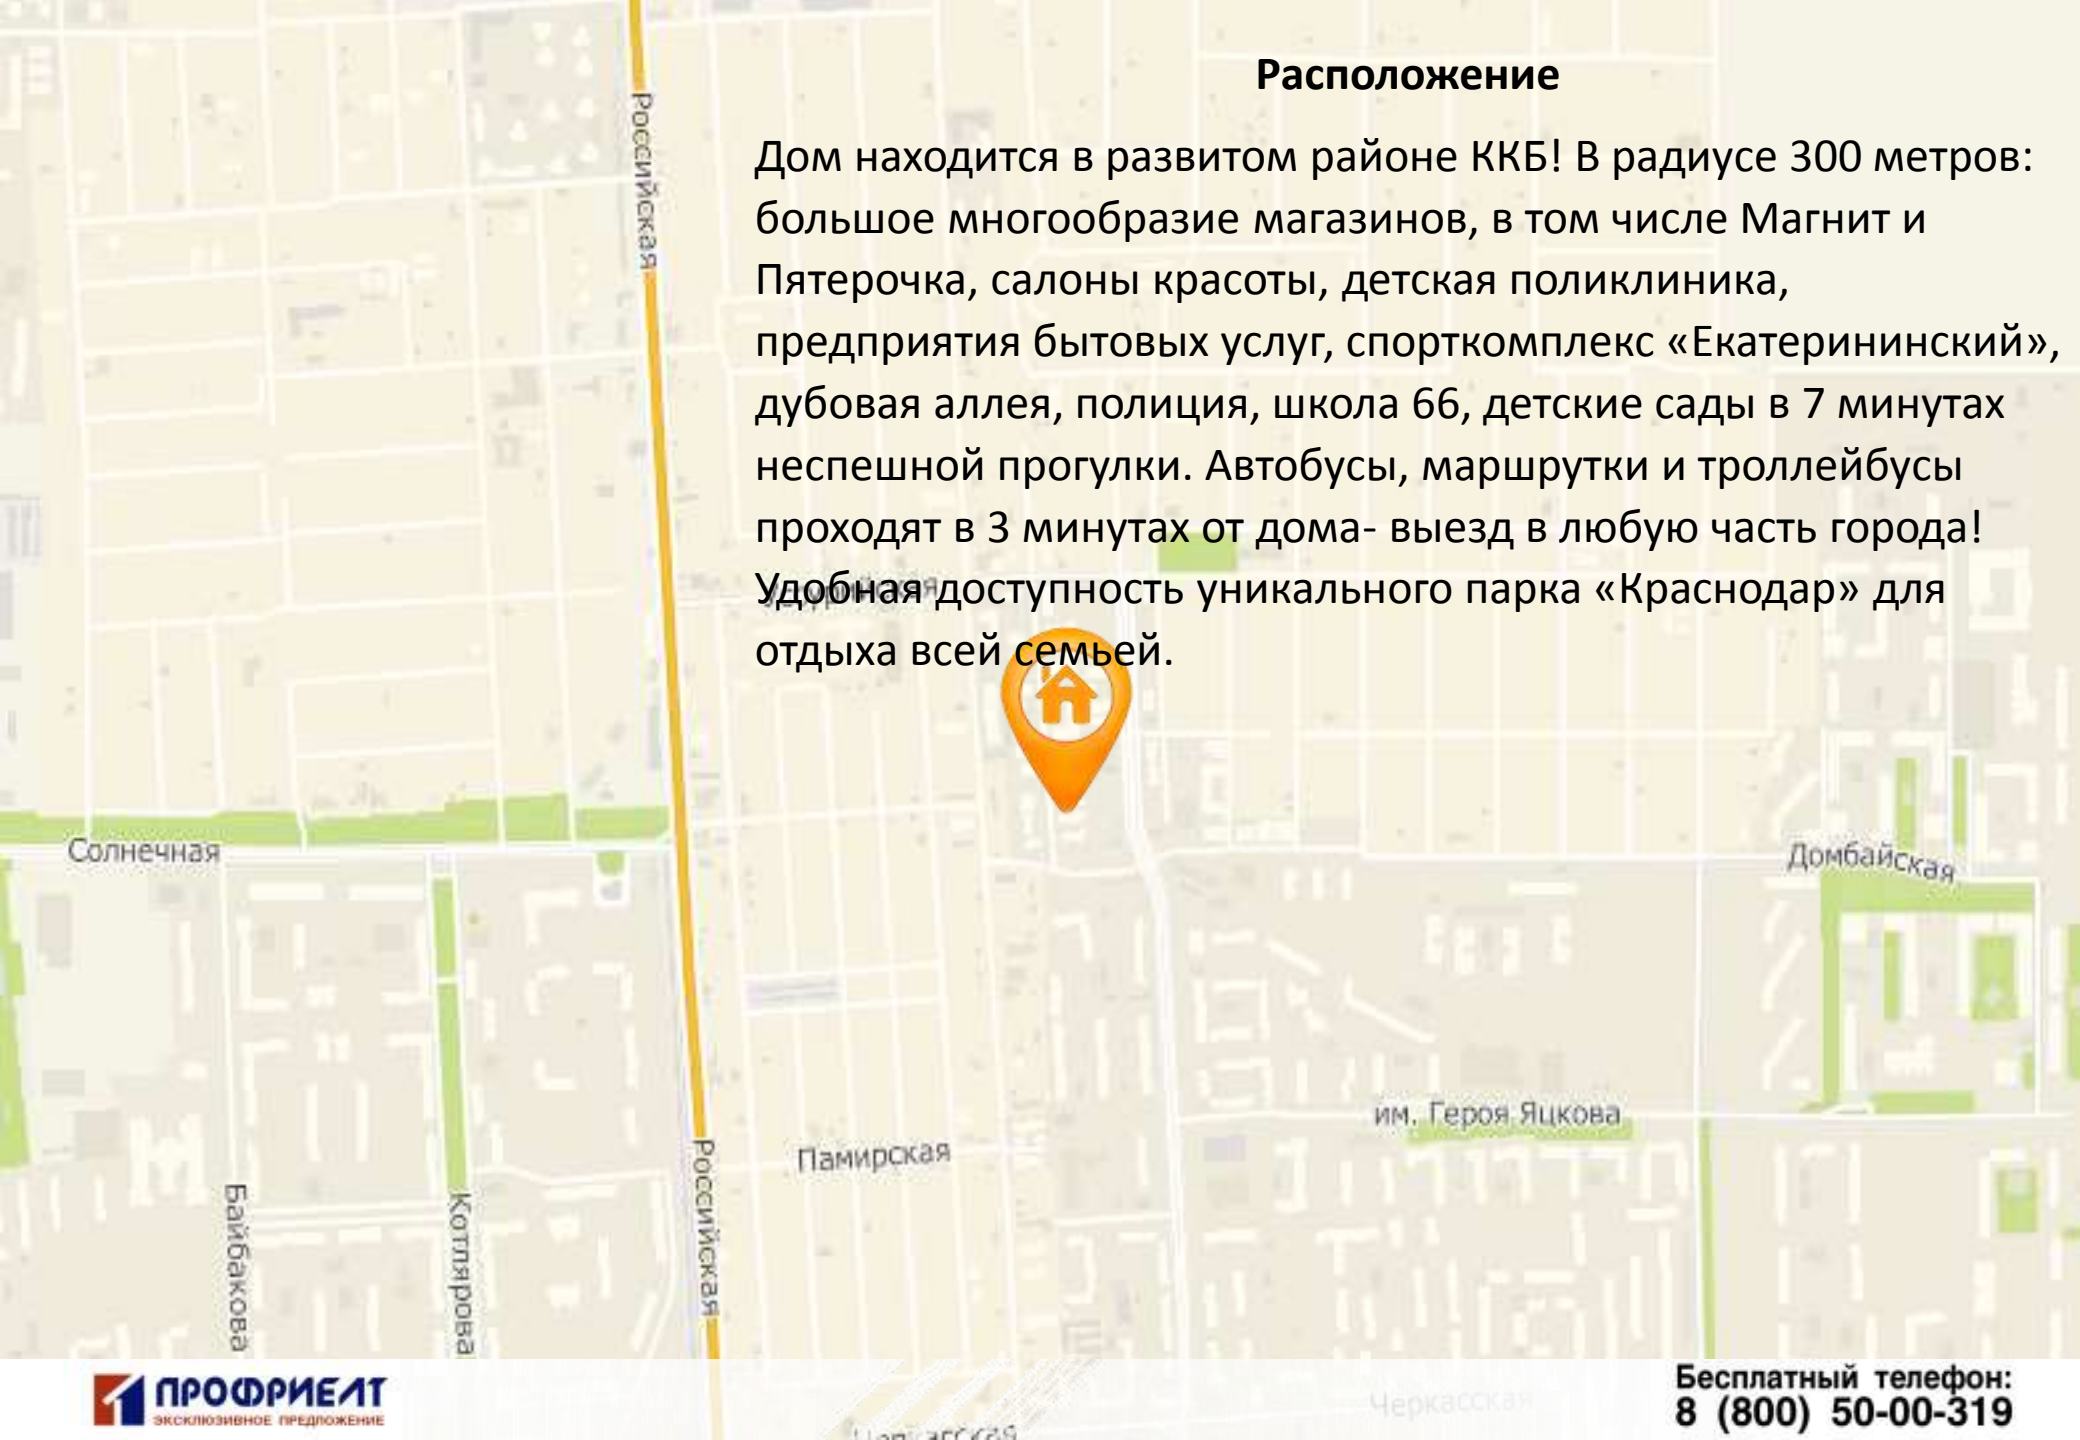 Расположение
Дом находится в развитом районе ККБ! В радиусе 300 метров:
большое многообразие магазинов, в том числе Магнит и
Пятерочка, салоны красоты, детская поликлиника,
предприятия бытовых услуг, спорткомплекс «Екатерининский»,
дубовая аллея, полиция, школа 66, детские сады в 7 минутах
неспешной прогулки. Автобусы, маршрутки и троллейбусы
проходят в 3 минутах от дома- выезд в любую часть города!
Удобная доступность уникального парка «Краснодар» для
отдыха всей семьей.
Российская
Солнечная
Домбайская
им. Героя Яцкова
Памирская
Российская
Байбакова
Котлярова
Черкасская
ПРОФРИЕЛТ
ЭКСКЛЮЗИВНОЕ ПРЕДЛОЖЕНИЕ
Бесплатный телефон:
8 (800) 50-00-319